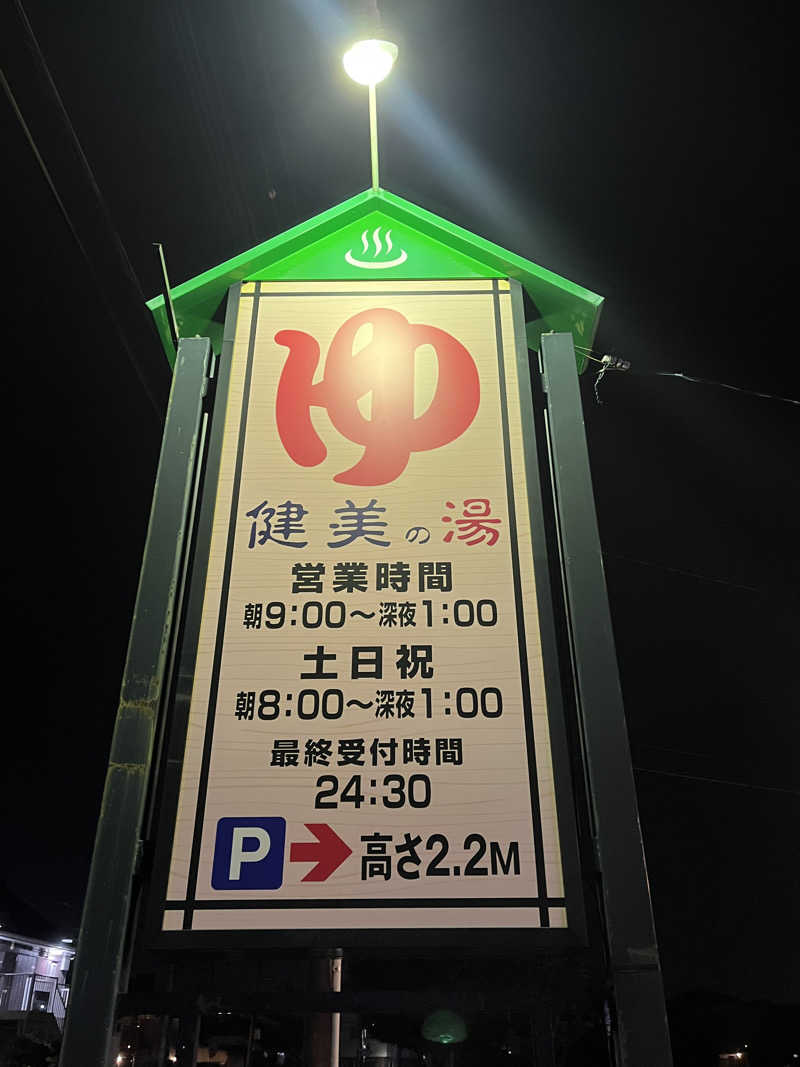 ゆ
健美の湯
営業時間
朝9:00〜深夜1:00
土日祝
朝8:00〜深夜1:00
最終受付時間
24:30
P 高さ2.2M